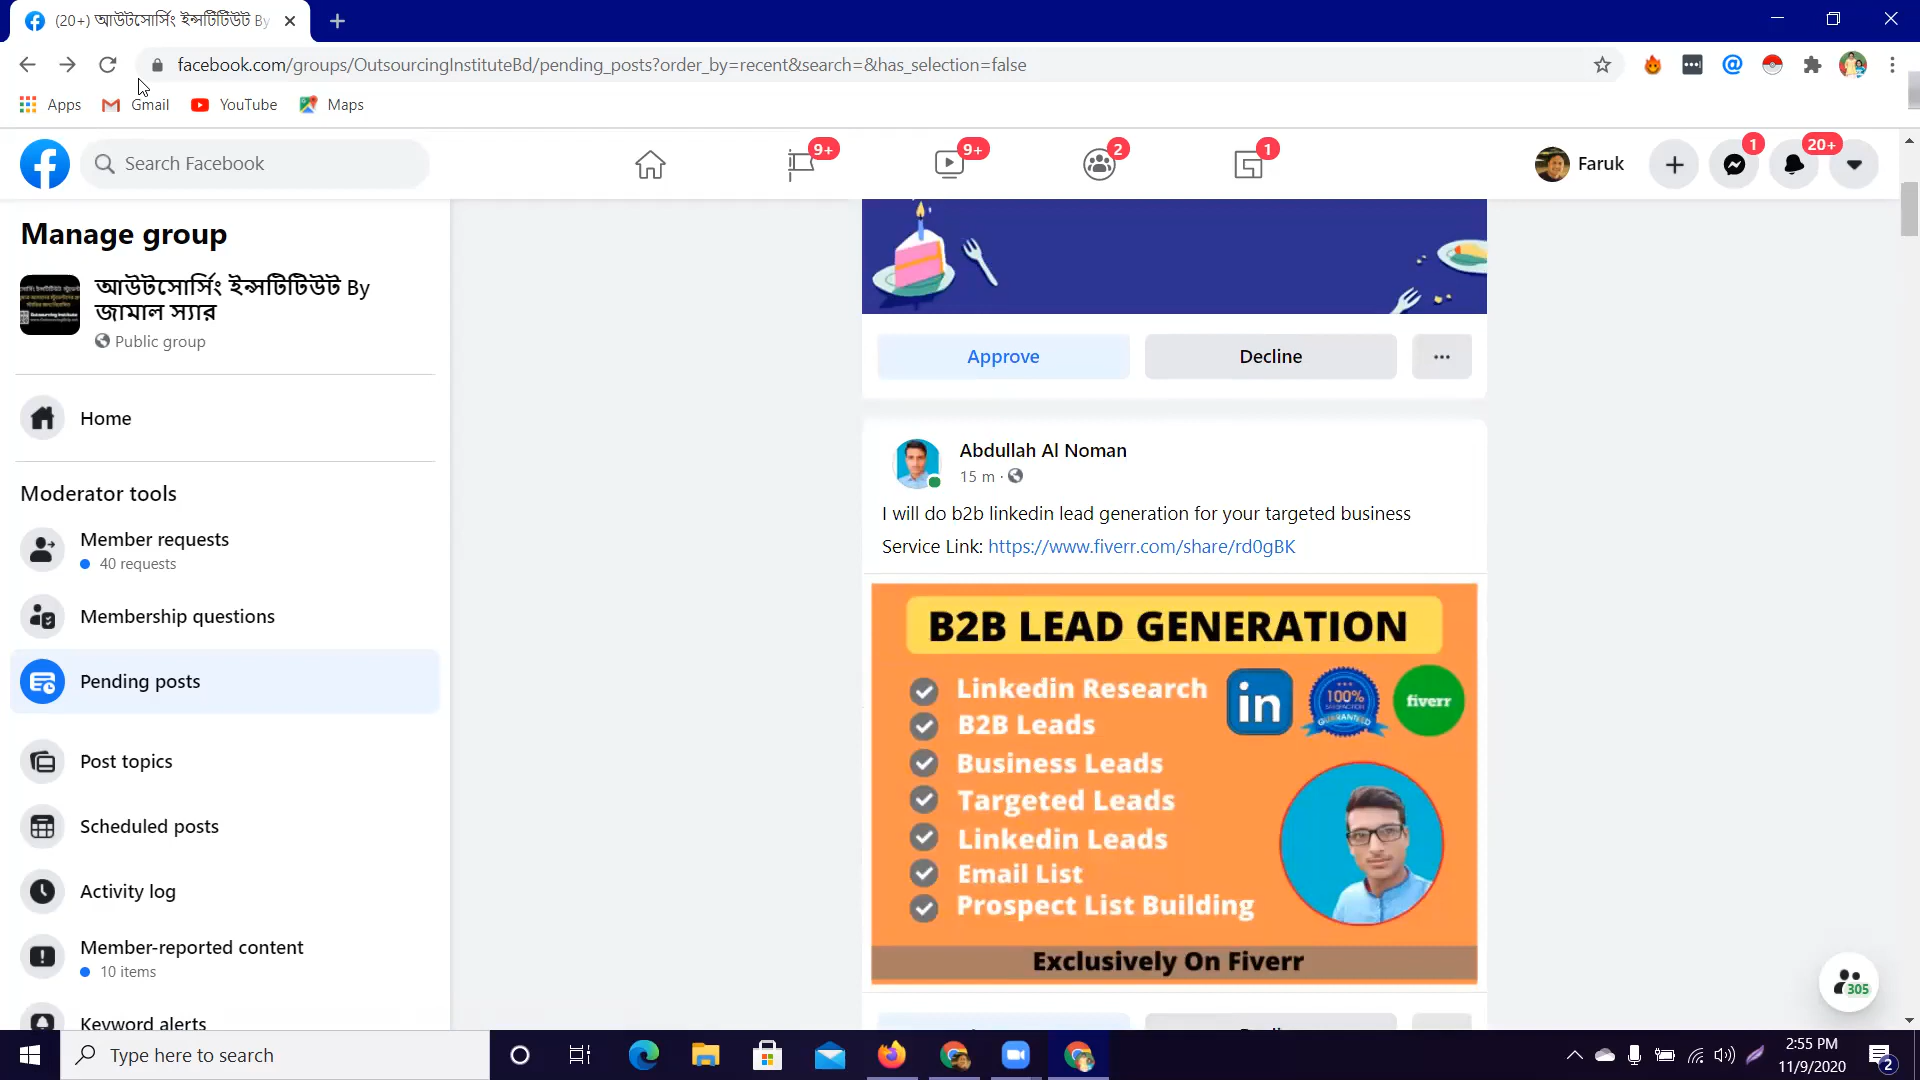 (20+) আউটসোর্সিং ইন্সটিটিউট By
facebook.com/groups/OutsourcingInstituteBd/pending_posts?order_by=recent&search=&has_selection=false
Apps
Gmail
YouTube
Maps
Search Facebook
9+
9+
2
1
Faruk
1
20+
Manage group
আউটসোর্সিং ইন্সটিটিউট By
জামাল স্যার
Public group
Home
Moderator tools
Member requests
40 requests
Membership questions
Pending posts
Post topics
Scheduled posts
Activity log
Member-reported content
10 items
Keyword alerts
Approve
Decline
Abdullah Al Noman
15 m ·
I will do b2b linkedin lead generation for your targeted business
Service Link: https://www.fiverr.com/share/rd0gBK
B2B LEAD GENERATION
Linkedin Research
B2B Leads
Business Leads
Targeted Leads
Linkedin Leads
Email List
Prospect List Building
in
100%
SATISFACTION
GUARANTEED
fiverr
Exclusively On Fiverr
305
Type here to search
2:55 PM
11/9/2020
2